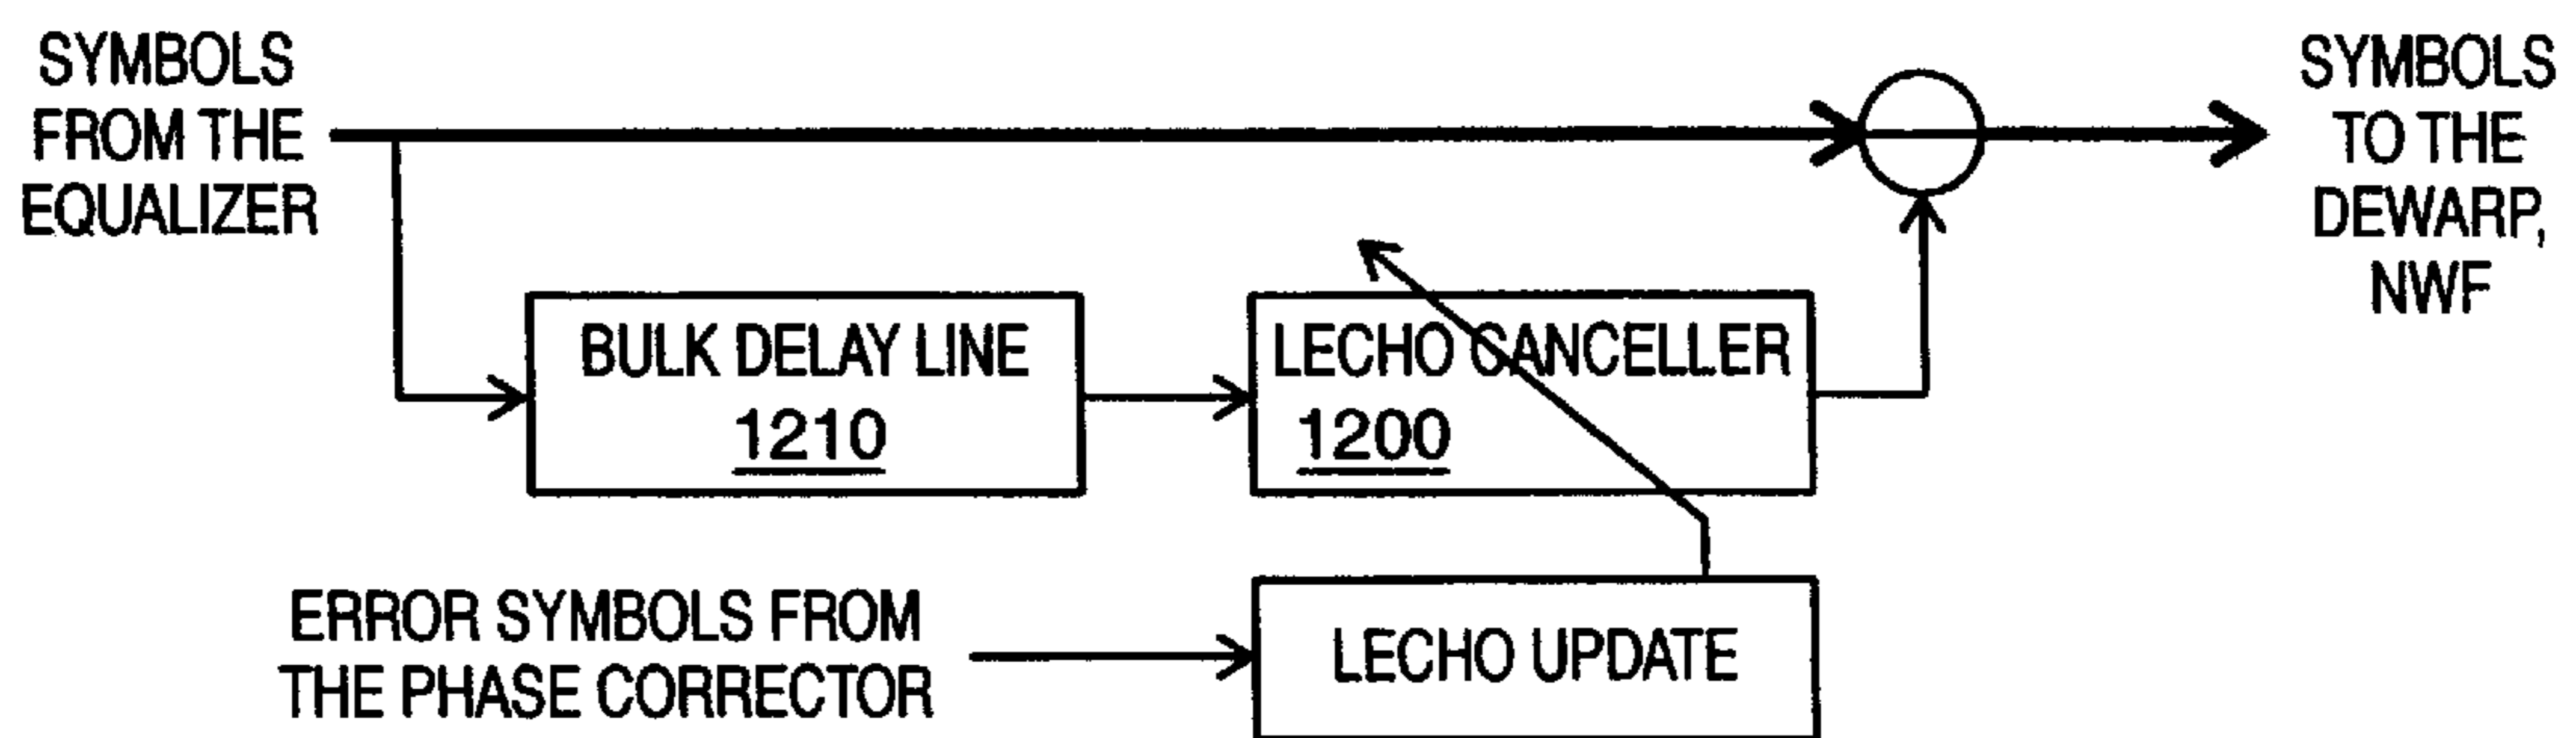 SYMBOLS
FROM THE
EQUALIZER
BULK DELAY LINE
1210
LECHO CANCELLER
1200
SYMBOLS
TO THE
DEWARP,
NWF
ERROR SYMBOLS FROM
THE PHASE CORRECTOR
LECHO UPDATE